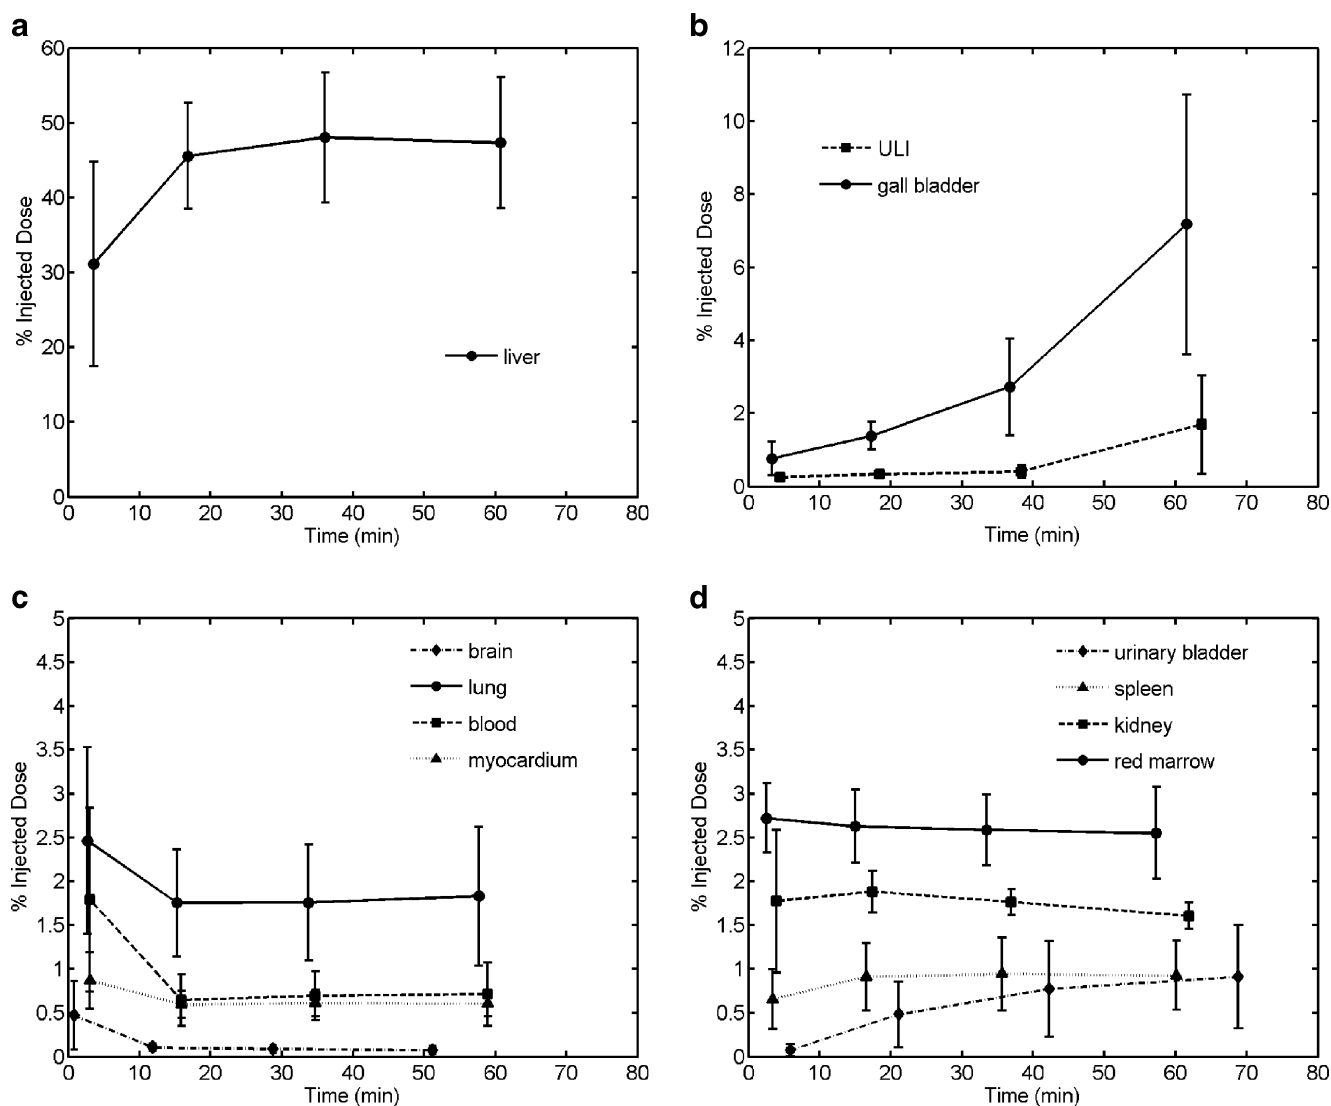 a
60
50
40
30
20
10
0
% Injected Dose
liver
0 10 20 30 40 50 60 70 80
Time (min)
b
12
10
8
6
4
2
0
% Injected Dose
ULI
gall bladder
0 10 20 30 40 50 60 70 80
Time (min)
c
5
4.5
4
3.5
3
2.5
2
1.5
1
0.5
0
% Injected Dose
brain
lung
blood
myocardium
0 10 20 30 40 50 60 70 80
Time (min)
d
5
4.5
4
3.5
3
2.5
2
1.5
1
0.5
0
% Injected Dose
urinary bladder
spleen
kidney
red marrow
0 10 20 30 40 50 60 70 80
Time (min)